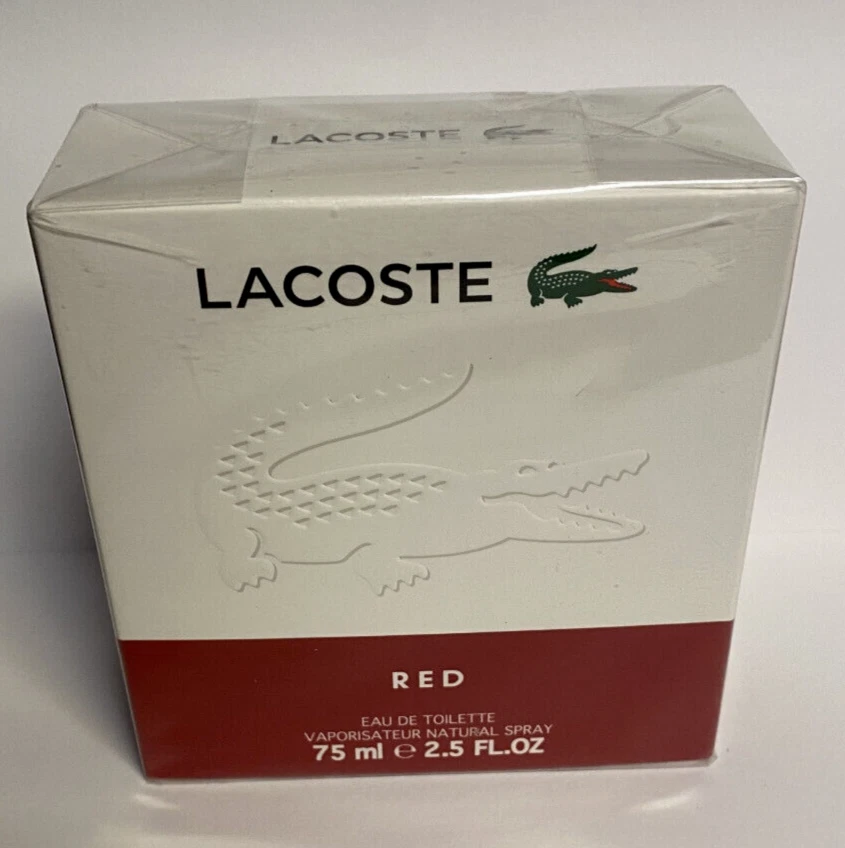 LACOSTE
LACOSTE
RED
EAU DE TOILETTE
VAPORISATEUR NATURAL SPRAY
75 ml ℮ 2.5 FL.OZ